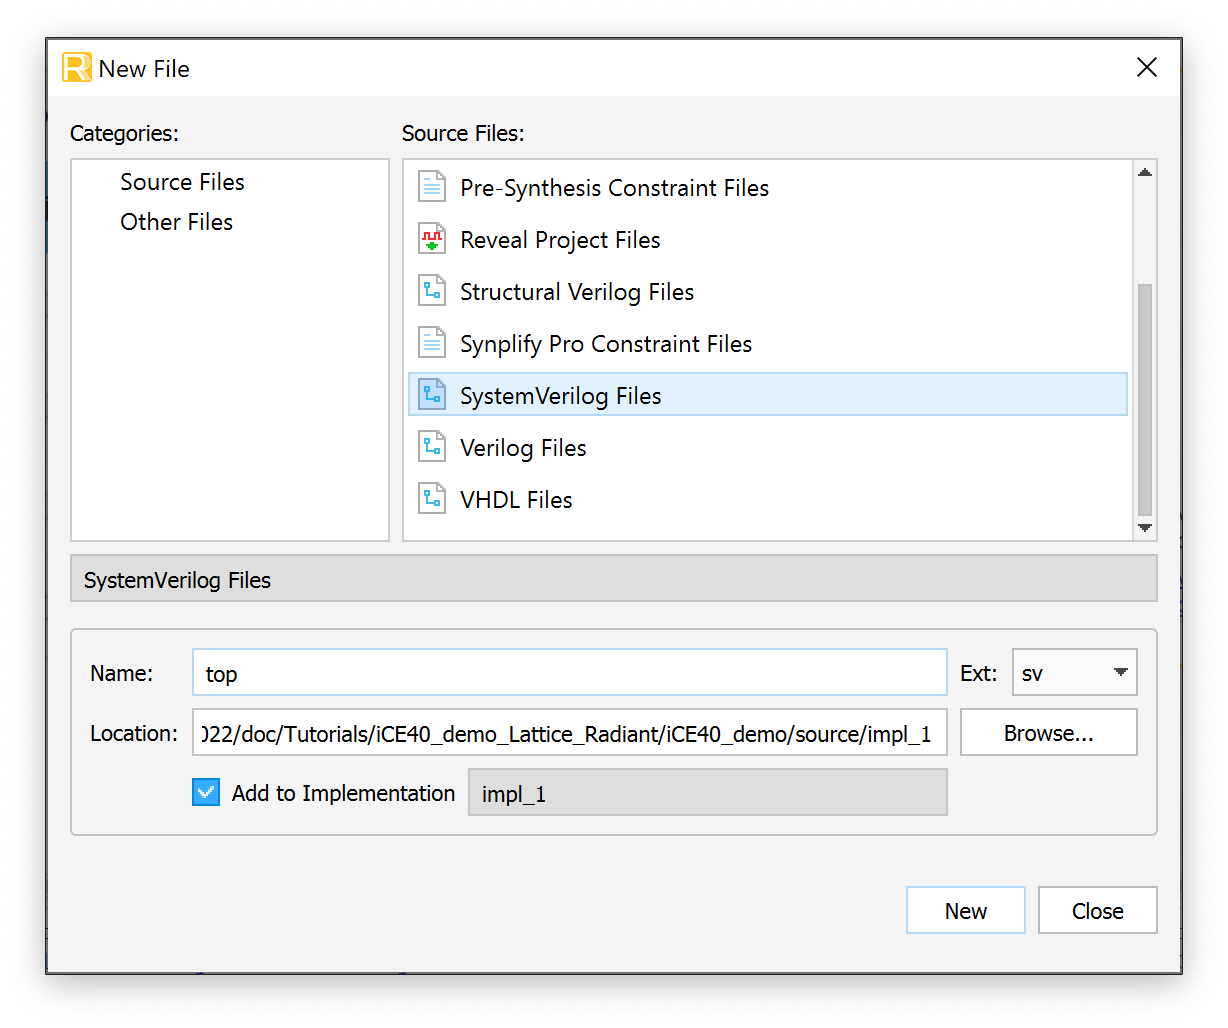 New File
Categories:
Source Files
Other Files
Source Files:
Pre-Synthesis Constraint Files
Reveal Project Files
Structural Verilog Files
Synplify Pro Constraint Files
SystemVerilog Files
Verilog Files
VHDL Files
SystemVerilog Files
Name: top Ext: sv
Location: 022/doc/Tutorials/iCE40_demo_Lattice_Radiant/iCE40_demo/source/impl_1 Browse...
Add to Implementation impl_1
New Close